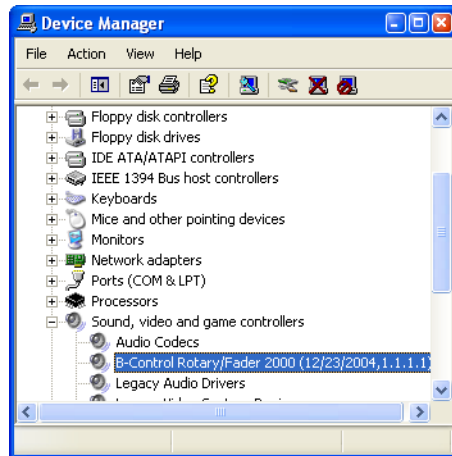 Device Manager
File Action View Help
Floppy disk controllers
Floppy disk drives
IDE ATA/ATAPI controllers
IEEE 1394 Bus host controllers
Keyboards
Mice and other pointing devices
Monitors
Network adapters
Ports (COM & LPT)
Processors
Sound, video and game controllers
Audio Codecs
B-Control Rotary/Fader 2000 (12/23/2004,1.1.1.1)
Legacy Audio Drivers